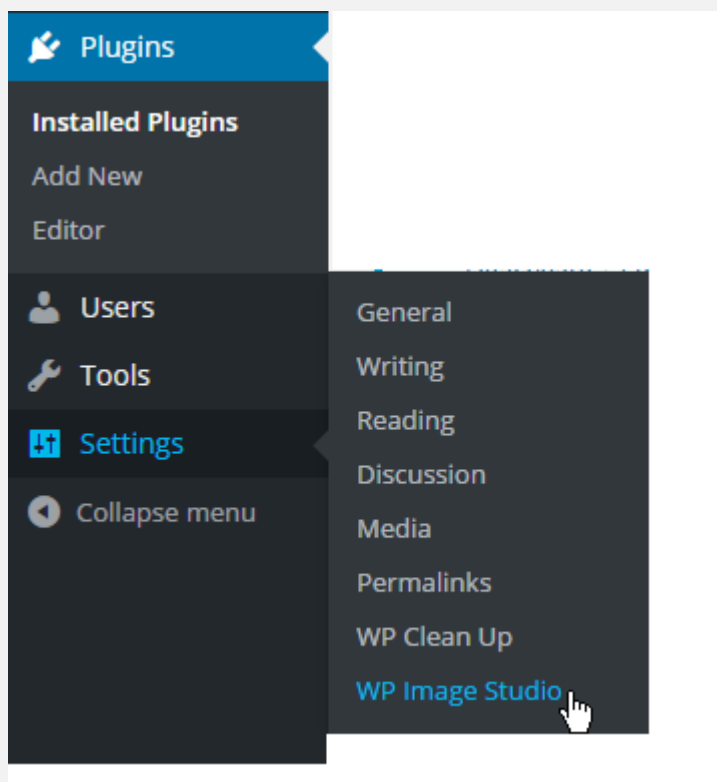 Plugins
Installed Plugins
Add New
Editor
Users
Tools
Settings
Collapse menu
General
Writing
Reading
Discussion
Media
Permalinks
WP Clean Up
WP Image Studio